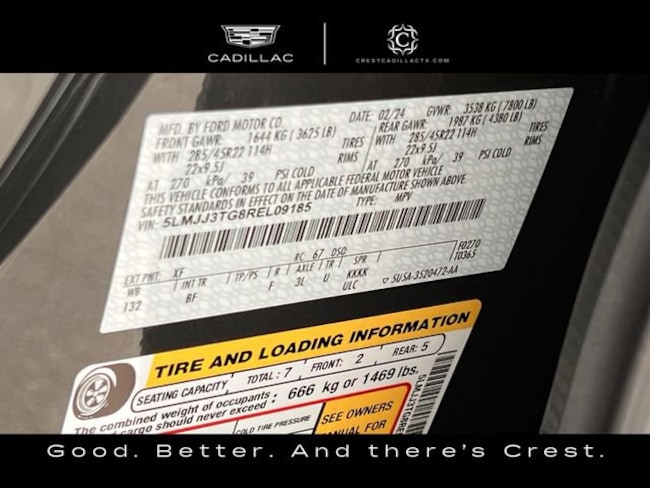 CADILLAC
CRESTCADILLACTX.COM
MFD. BY FORD MOTOR CO. DATE: 02/24 GVWR: 3538 KG (7800 LB)
FRONT GAWR: 1644 KG (3625 LB) REAR GAWR: 1987 KG (4380 LB)
WITH 285/45R22 114H TIRES WITH 285/45R22 114H TIRES
22x9.5J RIMS 22x9.5J RIMS
AT 270 kPa/ 39 PSI COLD AT 270 kPa/ 39 PSI COLD
THIS VEHICLE CONFORMS TO ALL APPLICABLE FEDERAL MOTOR VEHICLE
SAFETY STANDARDS IN EFFECT ON THE DATE OF MANUFACTURE SHOWN ABOVE.
VIN: 5LMJJ3TG8REL09185 TYPE: MPV
EXT PNT: XF RC: 67 DSO: F0270
WB INT TR TP/PS R AXLE TR SPR T0365
132 BF F 3L U KKKK
ULC 5U5A-3520472-AA
TIRE AND LOADING INFORMATION
SEATING CAPACITY TOTAL: 7 FRONT: 2 REAR: 5
The combined weight of occupants
and cargo should never exceed: 666 kg or 1469 lbs.
COLD TIRE PRESSURE SEE OWNERS
MANUAL FOR
Good. Better. And there's Crest.